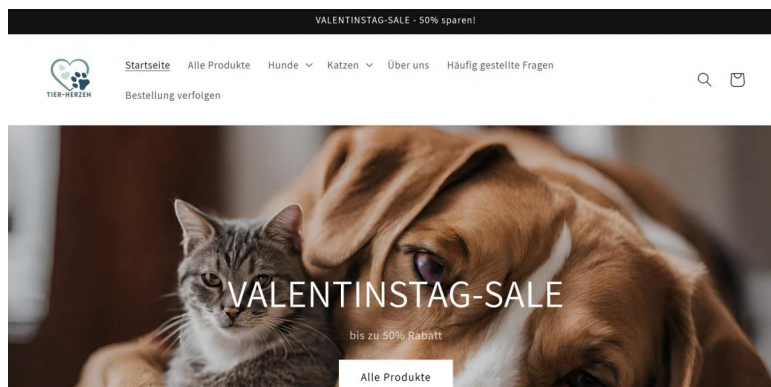 VALENTINSTAG-SALE - 50% sparen!
TIER-HERZEN
Startseite Alle Produkte Hunde Katzen Über uns Häufig gestellte Fragen
Bestellung verfolgen
VALENTINSTAG-SALE
bis zu 50% Rabatt
Alle Produkte